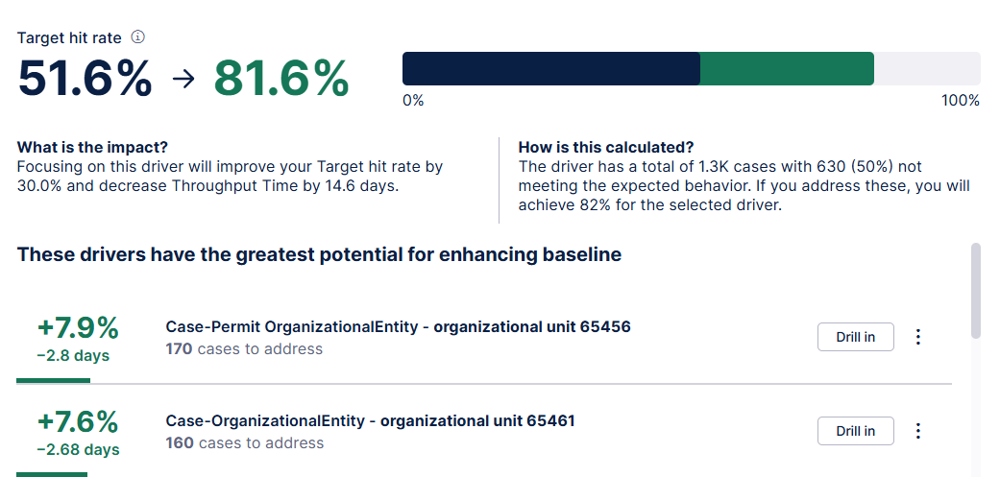 Target hit rate
51.6% → 81.6%
0% 100%
What is the impact?
Focusing on this driver will improve your Target hit rate by
30.0% and decrease Throughput Time by 14.6 days.
How is this calculated?
The driver has a total of 1.3K cases with 630 (50%) not
meeting the expected behavior. If you address these, you will
achieve 82% for the selected driver.
These drivers have the greatest potential for enhancing baseline
+7.9%
−2.8 days
Case-Permit OrganizationalEntity - organizational unit 65456
170 cases to address
Drill in
+7.6%
−2.68 days
Case-OrganizationalEntity - organizational unit 65461
160 cases to address
Drill in